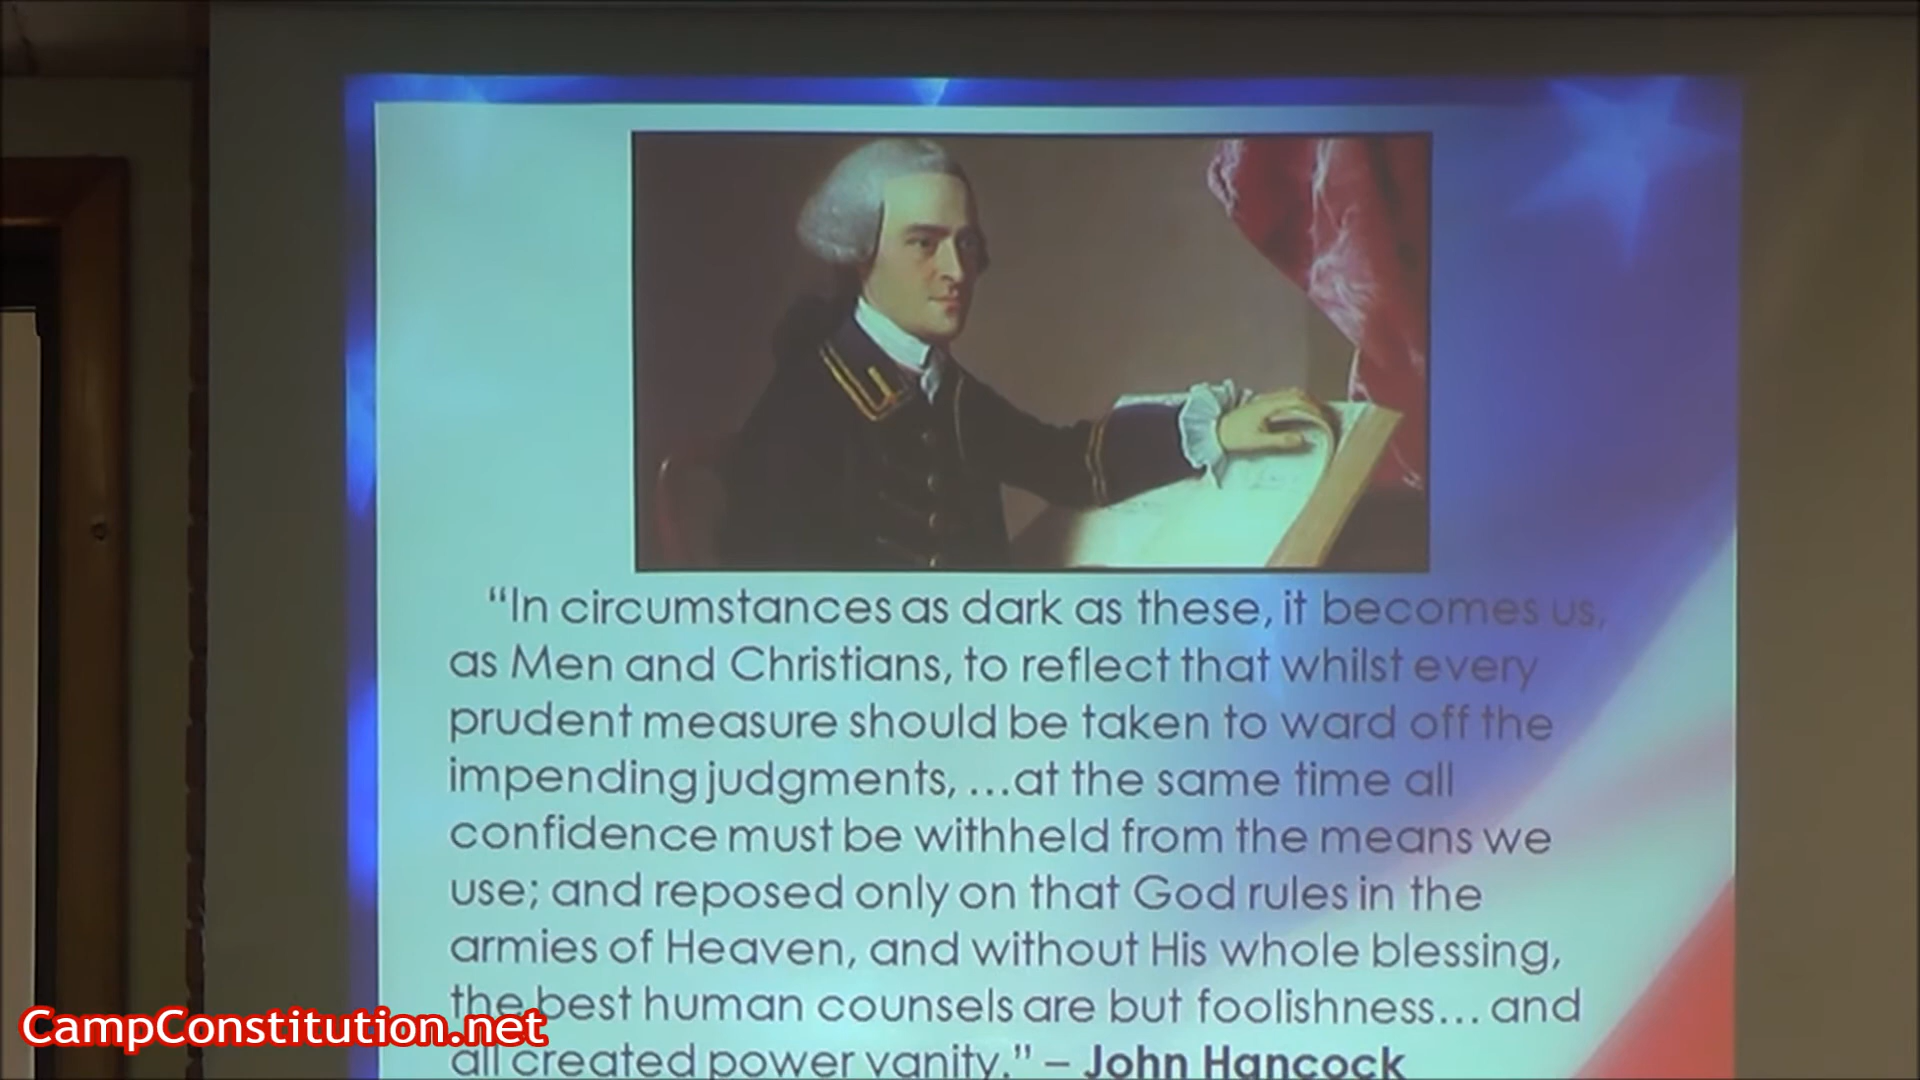 “In circumstances as dark as these, it becomes us,
as Men and Christians, to reflect that whilst every
prudent measure should be taken to ward off the
impending judgments, …at the same time all
confidence must be withheld from the means we
use; and reposed only on that God rules in the
armies of Heaven, and without His whole blessing,
the best human counsels are but foolishness… and
all created power vanity.” – John Hancock
CampConstitution.net